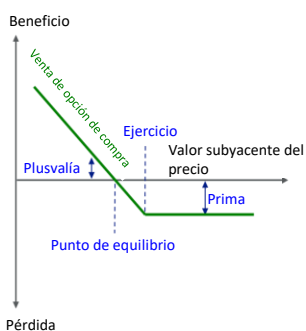 Beneficio
Venta de opción de compra
Ejercicio
Valor subyacente del
precio
Plusvalía
Prima
Punto de equilibrio
Pérdida